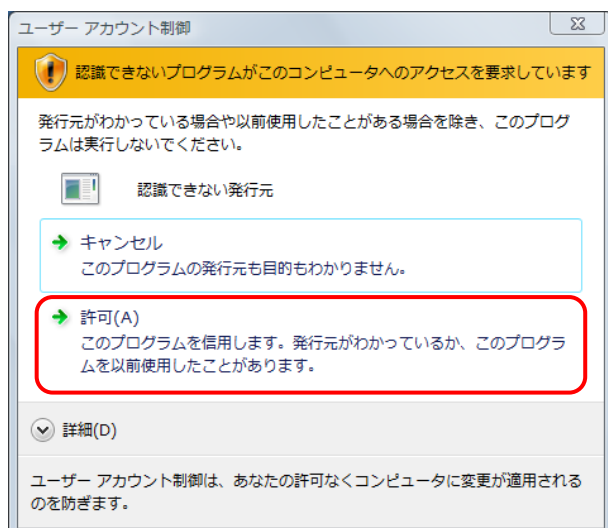 ユーザー アカウント制御
認識できないプログラムがこのコンピュータへのアクセスを要求しています
発行元がわかっている場合や以前使用したことがある場合を除き、このプログ
ラムは実行しないでください。
認識できない発行元
キャンセル
このプログラムの発行元も目的もわかりません。
許可(A)
このプログラムを信用します。発行元がわかっているか、このプログラ
ムを以前使用したことがあります。
詳細(D)
ユーザー アカウント制御は、あなたの許可なくコンピュータに変更が適用される
のを防ぎます。